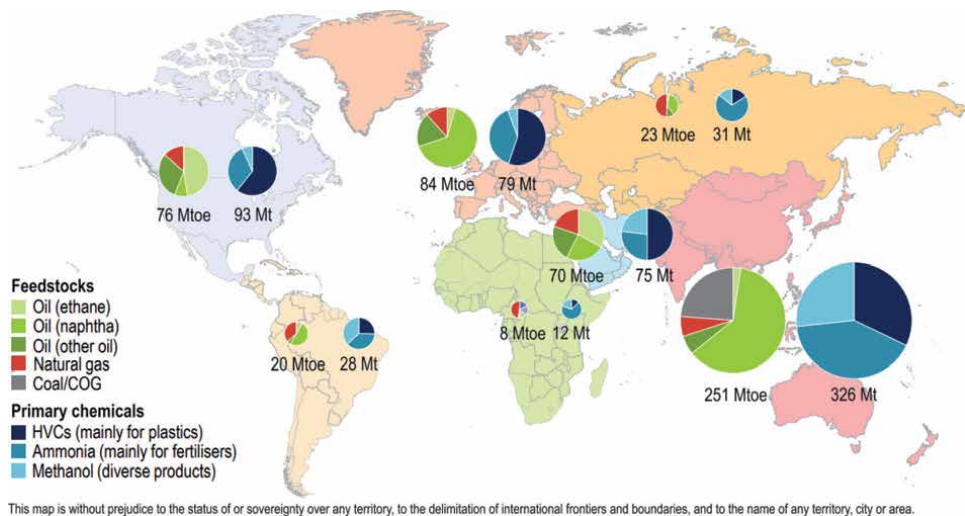 23 Mtoe 31 Mt
84 Mtoe 79 Mt
76 Mtoe 93 Mt
70 Mtoe 75 Mt
8 Mtoe 12 Mt
20 Mtoe 28 Mt
251 Mtoe 326 Mt
Feedstocks
Oil (ethane)
Oil (naphtha)
Oil (other oil)
Natural gas
Coal/COG
Primary chemicals
HVCs (mainly for plastics)
Ammonia (mainly for fertilisers)
Methanol (diverse products)
This map is without prejudice to the status of or sovereignty over any territory, to the delimitation of international frontiers and boundaries, and to the name of any territory, city or area.